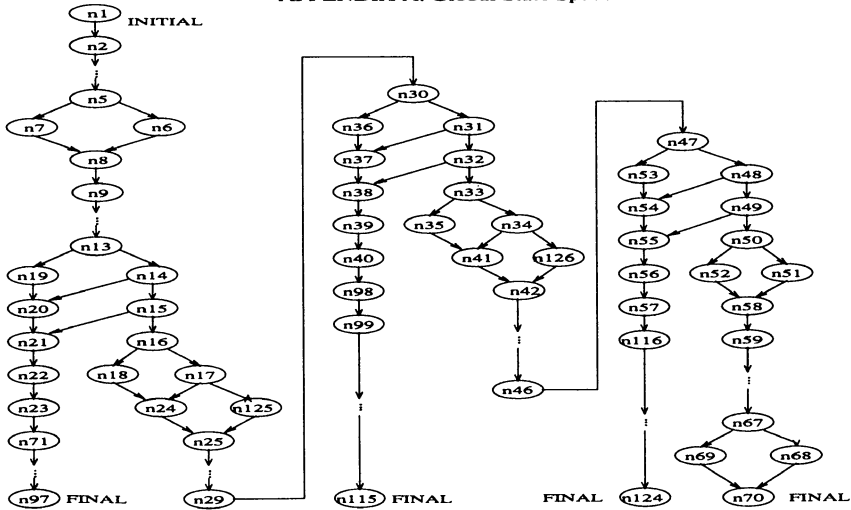 n1 INITIAL
n2
n5
n7 n6
n8
n9
n13
n19 n14
n20 n15
n21 n16
n22 n18 n17
n23 n24 n125
n71 n25
n97 FINAL n29
n30
n36 n31
n37 n32
n38 n33
n39 n35 n34
n40 n41 n126
n98 n42
n99
n46
n115 FINAL
n47
n53 n48
n54 n49
n55 n50
n56 n52 n51
n57 n58
n116 n59
n67
n69 n68
FINAL n124 n70 FINAL